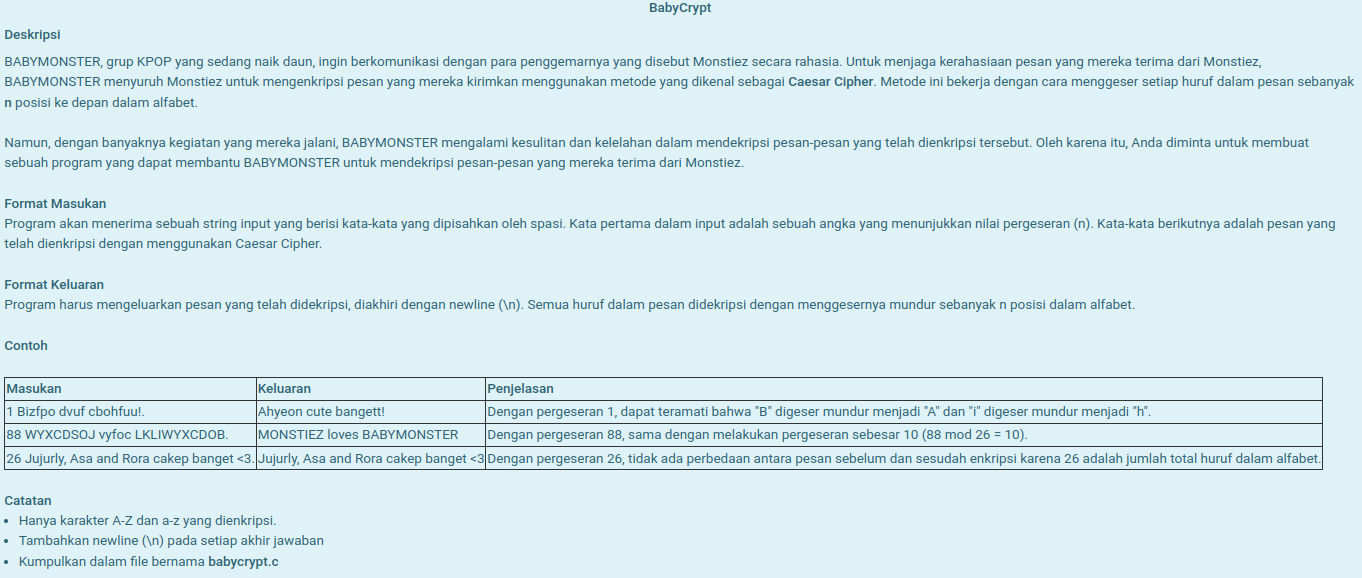 BabyCrypt
Deskripsi
BABYMONSTER, grup KPOP yang sedang naik daun, ingin berkomunikasi dengan para penggemarnya yang disebut Monstiez secara rahasia. Untuk menjaga kerahasiaan pesan yang mereka terima dari Monstiez,
BABYMONSTER menyuruh Monstiez untuk mengenkripsi pesan yang mereka kirimkan menggunakan metode yang dikenal sebagai Caesar Cipher. Metode ini bekerja dengan cara menggeser setiap huruf dalam pesan sebanyak
n posisi ke depan dalam alfabet.
Namun, dengan banyaknya kegiatan yang mereka jalani, BABYMONSTER mengalami kesulitan dan kelelahan dalam mendekripsi pesan-pesan yang telah dienkripsi tersebut. Oleh karena itu, Anda diminta untuk membuat
sebuah program yang dapat membantu BABYMONSTER untuk mendekripsi pesan-pesan yang mereka terima dari Monstiez.
Format Masukan
Program akan menerima sebuah string input yang berisi kata-kata yang dipisahkan oleh spasi. Kata pertama dalam input adalah sebuah angka yang menunjukkan nilai pergeseran (n). Kata-kata berikutnya adalah pesan yang
telah dienkripsi dengan menggunakan Caesar Cipher.
Format Keluaran
Program harus mengeluarkan pesan yang telah didekripsi, diakhiri dengan newline (\n). Semua huruf dalam pesan didekripsi dengan menggesernya mundur sebanyak n posisi dalam alfabet.
Contoh
Masukan Keluaran Penjelasan
1 Bizfpo dvuf cbohfuu!. Ahyeon cute bangett! Dengan pergeseran 1, dapat teramati bahwa "B" digeser mundur menjadi "A" dan "i" digeser mundur menjadi "h".
88 WYXCDSOJ vyfoc LKLIWYXCDOB. MONSTIEZ loves BABYMONSTER Dengan pergeseran 88, sama dengan melakukan pergeseran sebesar 10 (88 mod 26 = 10).
26 Jujurly, Asa and Rora cakep banget <3. Jujurly, Asa and Rora cakep banget <3 Dengan pergeseran 26, tidak ada perbedaan antara pesan sebelum dan sesudah enkripsi karena 26 adalah jumlah total huruf dalam alfabet.
Catatan
• Hanya karakter A-Z dan a-z yang dienkripsi.
• Tambahkan newline (\n) pada setiap akhir jawaban
• Kumpulkan dalam file bernama babycrypt.c